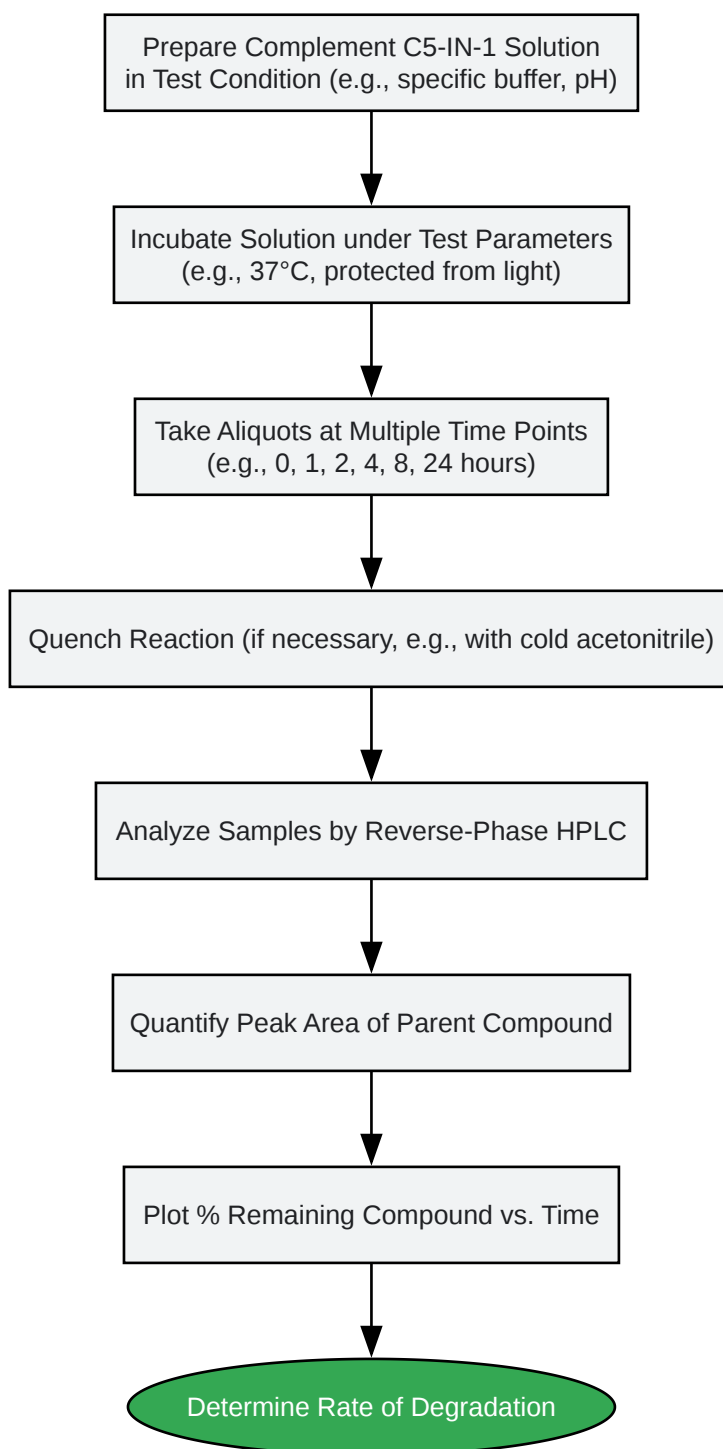 Prepare Complement C5-IN-1 Solution
in Test Condition (e.g., specific buffer, pH)
Incubate Solution under Test Parameters
(e.g., 37°C, protected from light)
Take Aliquots at Multiple Time Points
(e.g., 0, 1, 2, 4, 8, 24 hours)
Quench Reaction (if necessary, e.g., with cold acetonitrile)
Analyze Samples by Reverse-Phase HPLC
Quantify Peak Area of Parent Compound
Plot % Remaining Compound vs. Time
Determine Rate of Degradation